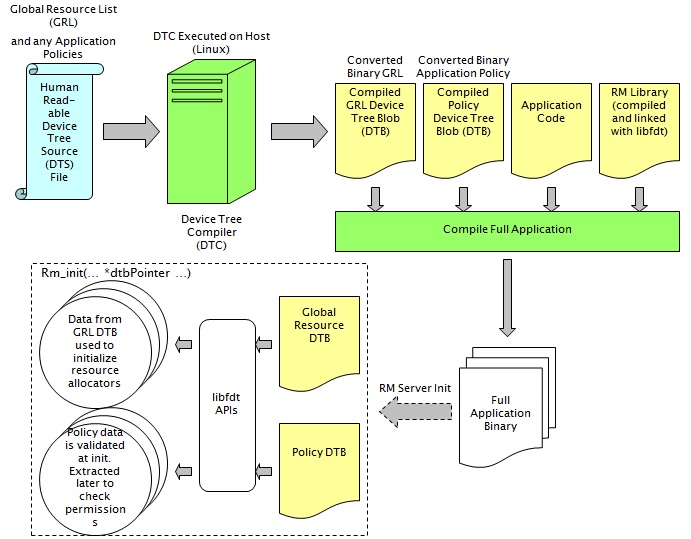 Global Resource List
(GRL)
and any Application
Policies
Human
Read-
able
Device
Tree
Source
(DTS)
File
DTC Executed on Host
(Linux)
Device Tree
Compiler
(DTC)
Converted
Binary GRL
Compiled
GRL Device
Tree Blob
(DTB)
Converted Binary
Application Policy
Compiled
Policy
Device Tree
Blob (DTB)
Application
Code
RM Library
(compiled
and linked
with libfdt)
Compile Full Application
Full
Application
Binary
RM Server Init
Rm_init(... *dtbPointer ...)
Global
Resource
DTB
Policy DTB
libfdt
APIs
Data from
GRL DTB
used to
initialize
resource
allocators
Policy data
is validated
at init.
Extracted
later to
check
permission
s